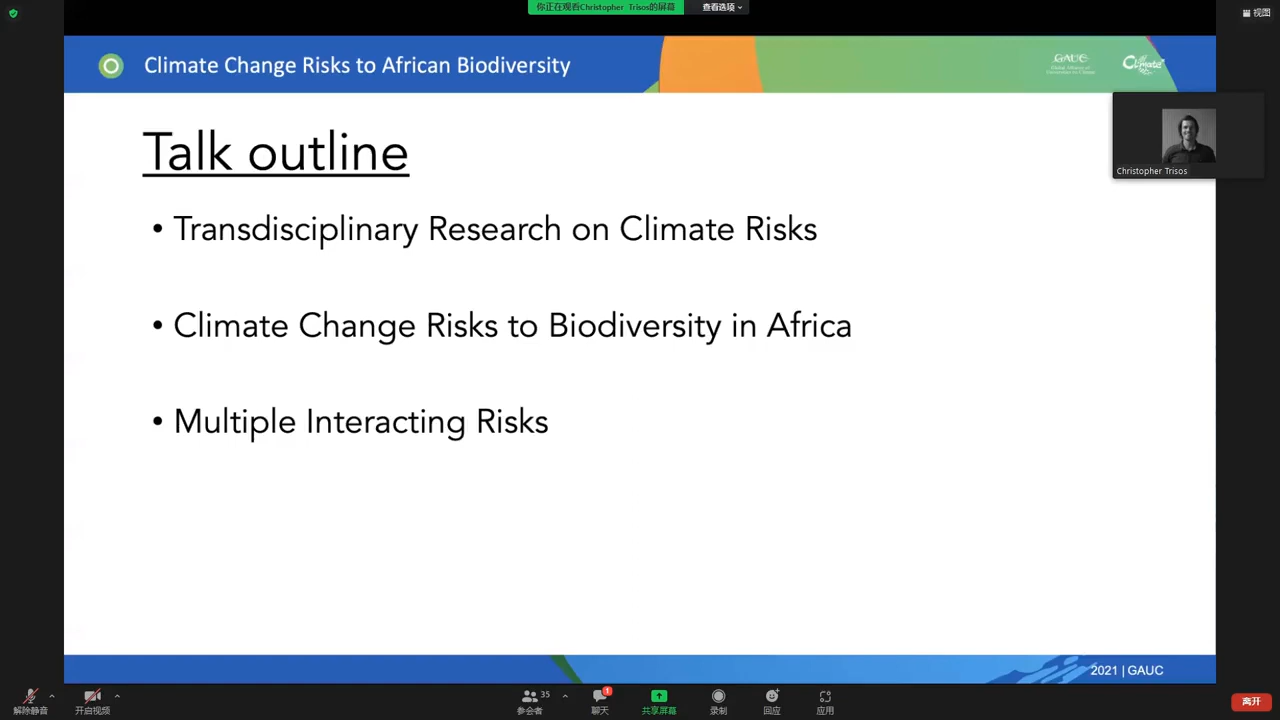 你正在观看Christopher Trisos的屏幕
查看选项
视图
Climate Change Risks to African Biodiversity
GAUC
Climate
Talk outline
Christopher Trisos
• Transdisciplinary Research on Climate Risks
• Climate Change Risks to Biodiversity in Africa
• Multiple Interacting Risks
2021 | GAUC
35
1
解除静音
开启视频
参会者
聊天
共享屏幕
录制
回应
应用
离开